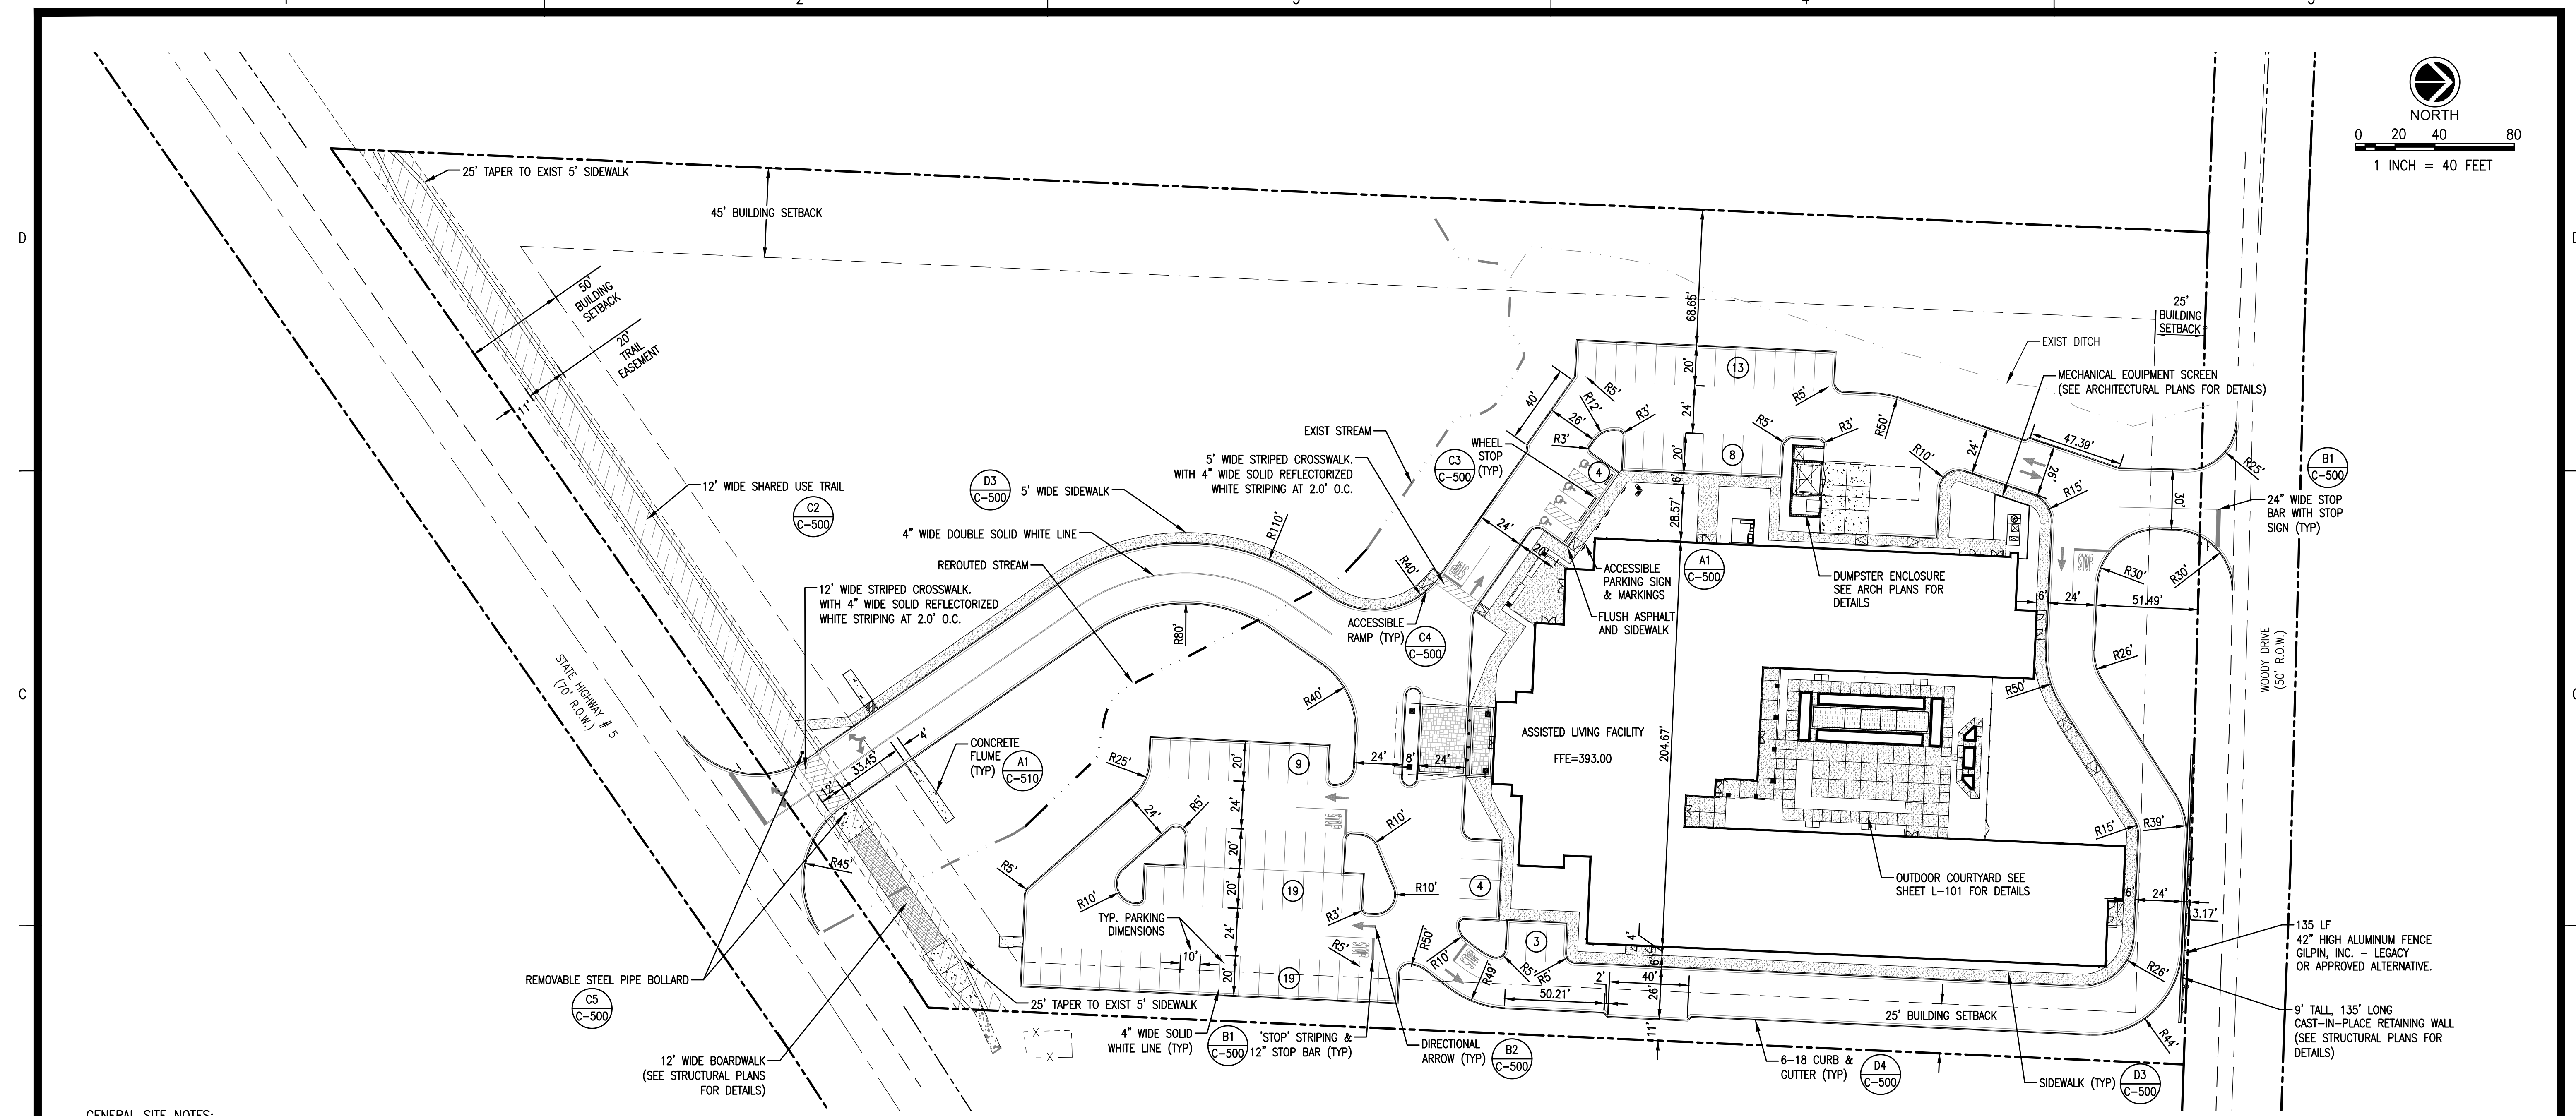 1
2
3
4
5
D
C
NORTH
0 20 40 80
1 INCH = 40 FEET
25' TAPER TO EXIST 5' SIDEWALK
45' BUILDING SETBACK
50'
BUILDING
SETBACK
20'
TRAIL
EASEMENT
11'
12' WIDE SHARED USE TRAIL
C2
C-500
D3
C-500
5' WIDE SIDEWALK
4" WIDE DOUBLE SOLID WHITE LINE
REROUTED STREAM
12' WIDE STRIPED CROSSWALK.
WITH 4" WIDE SOLID REFLECTORIZED
WHITE STRIPING AT 2.0' O.C.
EXIST STREAM
5' WIDE STRIPED CROSSWALK.
WITH 4" WIDE SOLID REFLECTORIZED
WHITE STRIPING AT 2.0' O.C.
C3
C-500
WHEEL
STOP
(TYP)
R110'
R40'
R80'
R40'
ACCESSIBLE
RAMP (TYP)
C4
C-500
STATE HIGHWAY # 5
(70' R.O.W.)
33.45
4'
12'
R45'
CONCRETE
FLUME
(TYP)
A1
C-510
REMOVABLE STEEL PIPE BOLLARD
C5
C-500
12' WIDE BOARDWALK
(SEE STRUCTURAL PLANS
FOR DETAILS)
25' TAPER TO EXIST 5' SIDEWALK
X
X
TYP. PARKING
DIMENSIONS
10'
4" WIDE SOLID
WHITE LINE (TYP)
B1
C-500
'STOP' STRIPING &
12" STOP BAR (TYP)
DIRECTIONAL
ARROW (TYP)
B2
C-500
6-18 CURB &
GUTTER (TYP)
D4
C-500
SIDEWALK (TYP)
D3
C-500
R25'
24'
R5'
R5'
R10'
20'
24'
20'
20'
24'
20'
9
19
19
STOP
STOP
STOP
R10'
R10'
R3'
R5'
R50'
R10'
R49'
R5'
R5'
4
3
24'
8'
24'
50.21'
2'
40'
26'
11'
4'
6'
25' BUILDING SETBACK
68.65'
20'
24'
20'
6'
28.57'
204.67'
13
8
4
40'
R5'
R12'
26'
R3'
R3'
24'
20'
STOP
R5'
R5'
R3'
R50'
24'
R10'
47.39'
26'
R15'
30'
R25'
25'
BUILDING
SETBACK
EXIST DITCH
MECHANICAL EQUIPMENT SCREEN
(SEE ARCHITECTURAL PLANS FOR DETAILS)
B1
C-500
24" WIDE STOP
BAR WITH STOP
SIGN (TYP)
ACCESSIBLE
PARKING SIGN
& MARKINGS
A1
C-500
FLUSH ASPHALT
AND SIDEWALK
DUMPSTER ENCLOSURE
SEE ARCH PLANS FOR
DETAILS
STOP
R30'
R30'
6'
24'
51.49'
R26'
R50'
WOODY DRIVE
(50' R.O.W.)
ASSISTED LIVING FACILITY
FFE=393.00
OUTDOOR COURTYARD SEE
SHEET L-101 FOR DETAILS
R15'
R39'
6'
24'
3.17'
R26'
R44'
135 LF
42" HIGH ALUMINUM FENCE
GILPIN, INC. - LEGACY
OR APPROVED ALTERNATIVE.
9' TALL, 135' LONG
CAST-IN-PLACE RETAINING WALL
(SEE STRUCTURAL PLANS FOR
DETAILS)
GENERAL SITE NOTES: